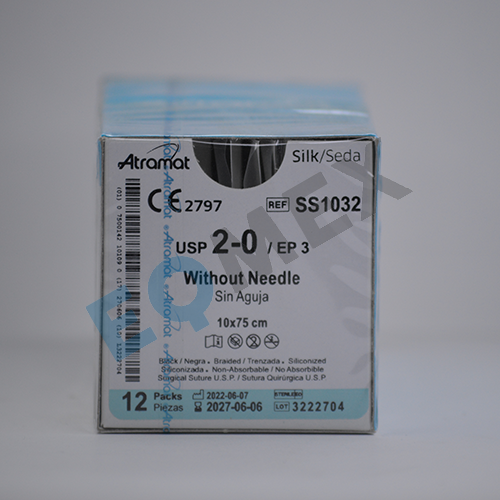 Atramat
Silk/Seda
CE 2797
REF SS1032
USP 2-0 / EP 3
Without Needle
Sin Aguja
10x75 cm
Black / Negra • Braided / Trenzada • Siliconized
Siliconizada • Non-Absorbable / No Absorbible
Surgical Suture U.S.P. / Sutura Quirúrgica U.S.P.
12 Packs
Piezas
2022-06-07
2027-06-06
LOT 3222704
Atramat
EQMEX